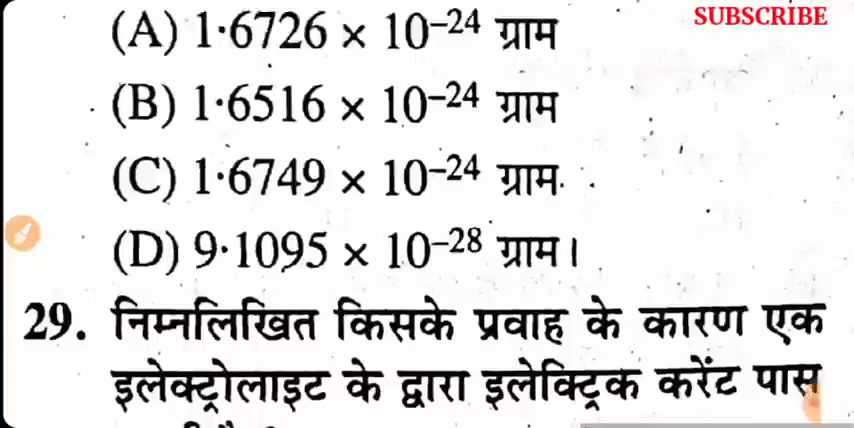 SUBSCRIBE
(A) 1·6726 × 10⁻²⁴ ग्राम
(B) 1·6516 × 10⁻²⁴ ग्राम
(C) 1·6749 × 10⁻²⁴ ग्राम
(D) 9·1095 × 10⁻²⁸ ग्राम।
29. निम्नलिखित किसके प्रवाह के कारण एक
इलेक्ट्रोलाइट के द्वारा इलेक्ट्रिक करेंट पास